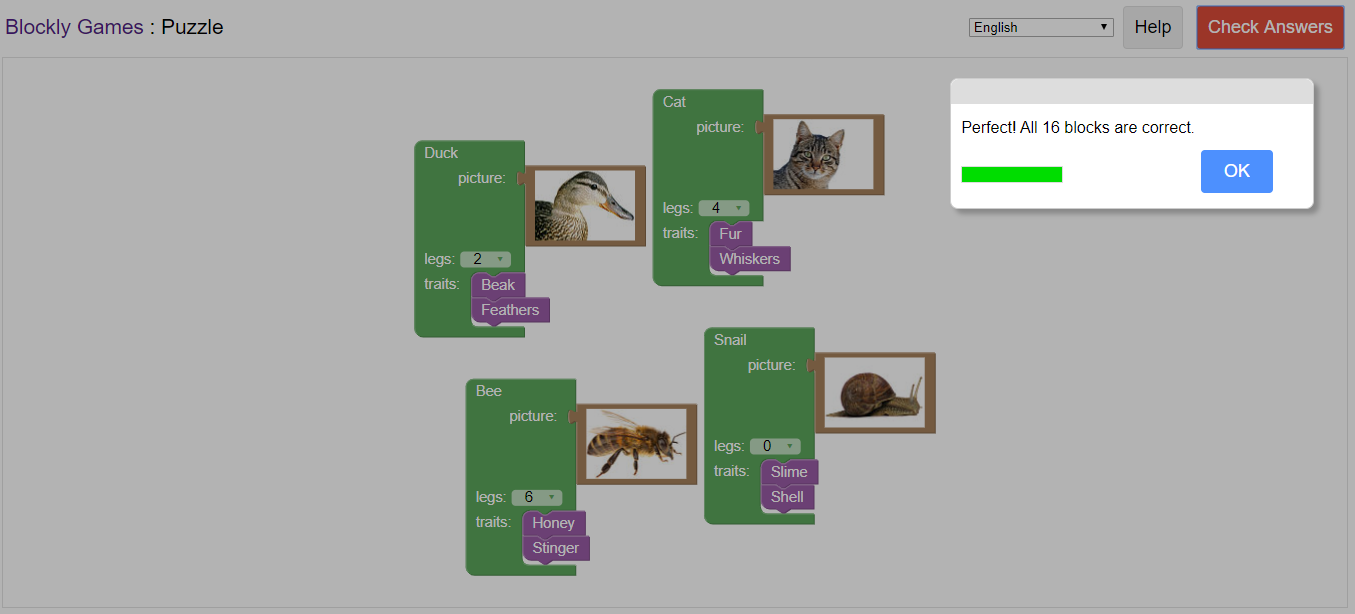 Blockly Games : Puzzle
English
Help
Check Answers
Perfect! All 16 blocks are correct.
OK
Cat
picture:
legs: 4
traits: Fur
Whiskers
Duck
picture:
legs: 2
traits: Beak
Feathers
Snail
picture:
legs: 0
traits: Slime
Shell
Bee
picture:
legs: 6
traits: Honey
Stinger